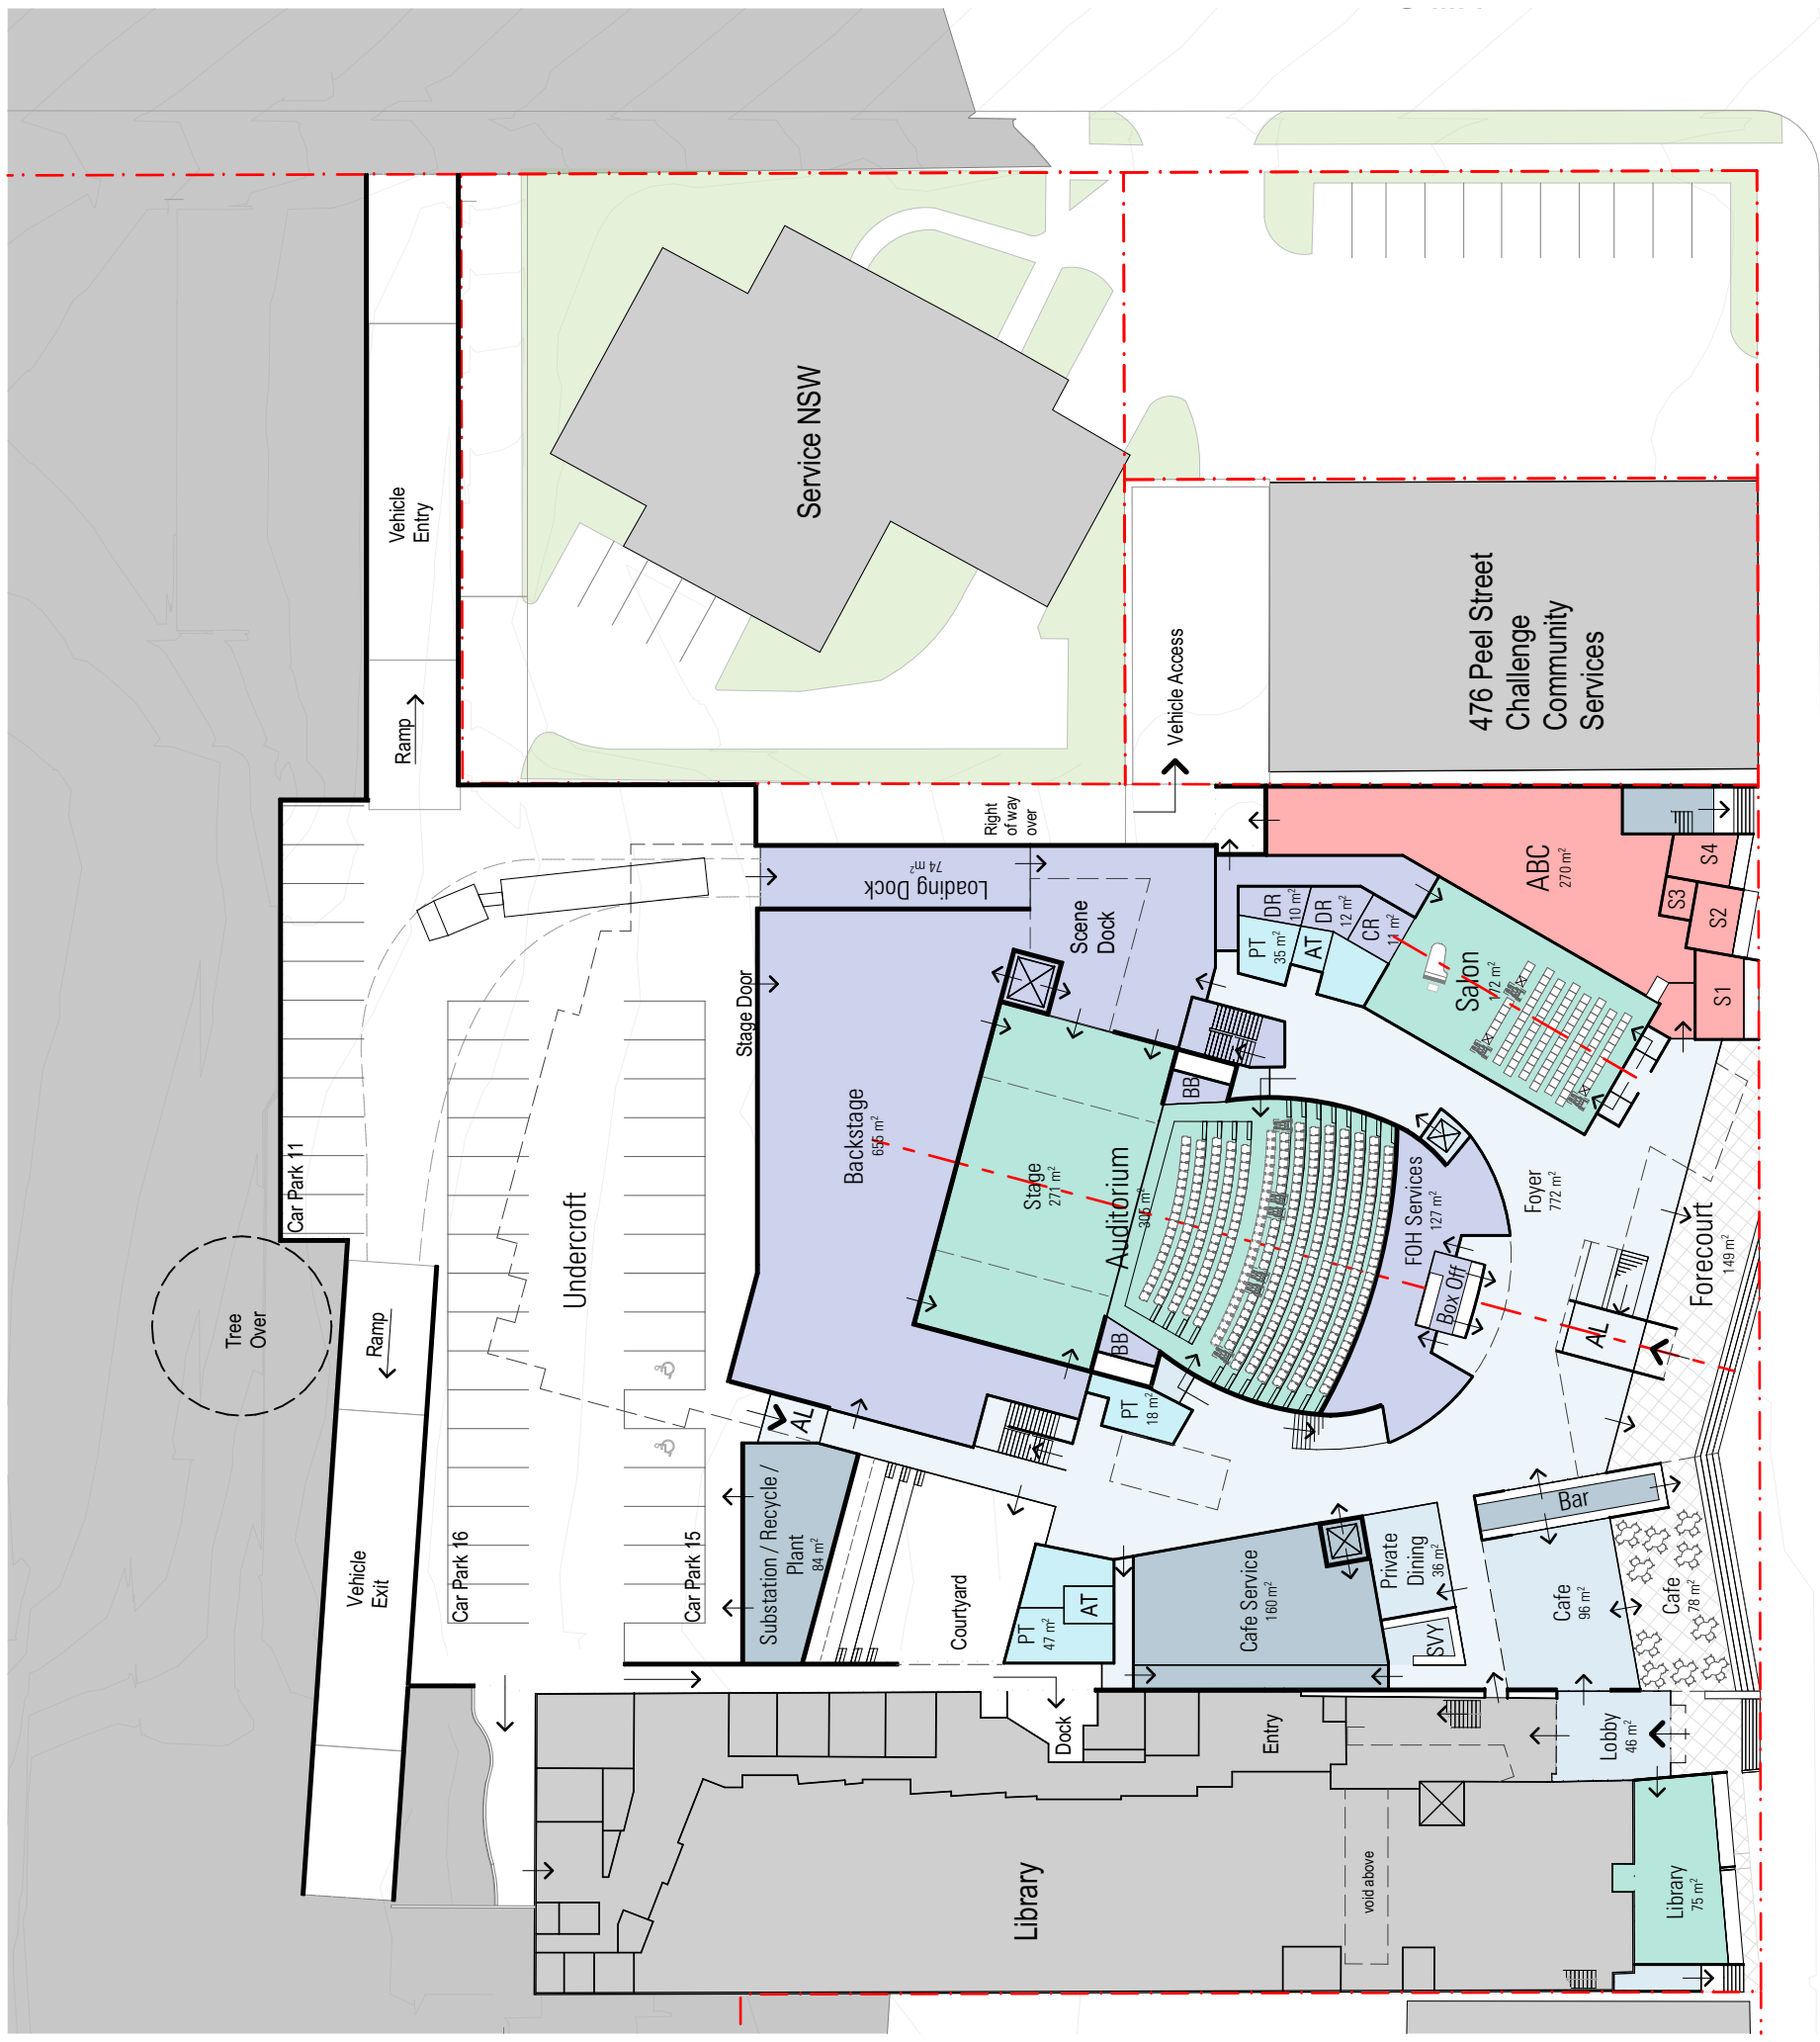 Service NSW
Vehicle
Entry
Ramp
Vehicle Access
476 Peel Street
Challenge
Community
Services
Right
of way
over
Loading Dock
74 m²
Scene
Dock
Stage Door
DR
10 m²
DR
12 m²
CR
11 m²
PT
35 m²
AT
ABC
270 m²
S4
S3
S2
S1
Salon
Car Park 11
Undercroft
Backstage
655 m²
Stage
271 m²
BB
Auditorium
305 m²
FOH Services
127 m²
Box Off
Foyer
772 m²
Forecourt
149 m²
AL
Tree
Over
Ramp
BB
PT
18 m²
AL
Vehicle
Exit
Car Park 16
Car Park 15
Substation / Recycle /
Plant
84 m²
Courtyard
PT
47 m²
AT
Cafe Service
160 m²
Private
Dining
36 m²
SVY
Bar
Cafe
96 m²
Cafe
78 m²
Dock
Entry
Lobby
46 m²
Library
void above
Library
75 m²